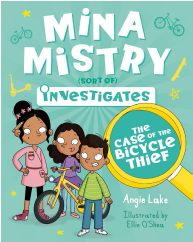 MINA
MISTRY
(SORT OF)
INVESTIGATES
THE
CASE OF THE
BICYCLE
THIEF
Angie Lake
Illustrated by
Ellie O'Shea